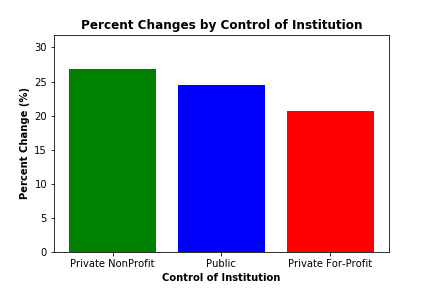 Percent Changes by Control of Institution
30
25
20
15
10
5
0
Percent Change (%)
Private NonProfit
Public
Private For-Profit
Control of Institution